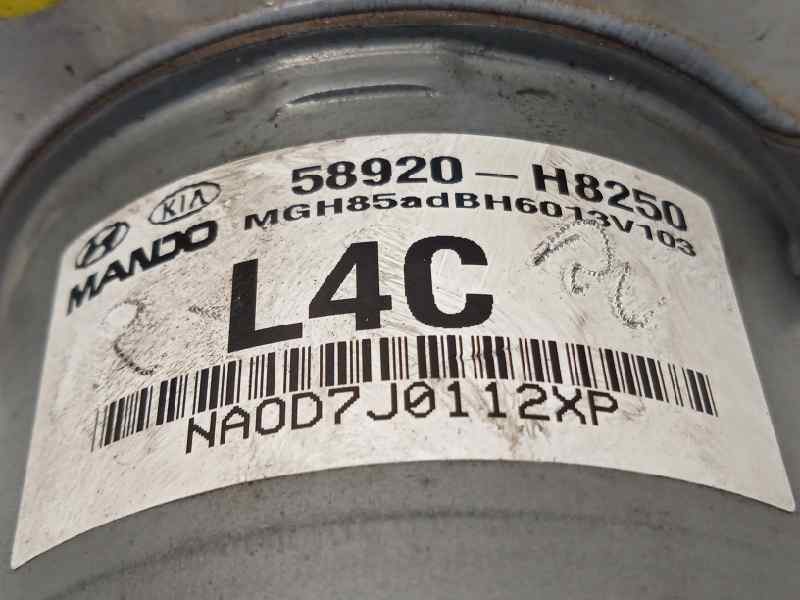 58920-H8250
KIA
MGH85adBH6013V103
MANDO
L4C
NA0D7J0112XP